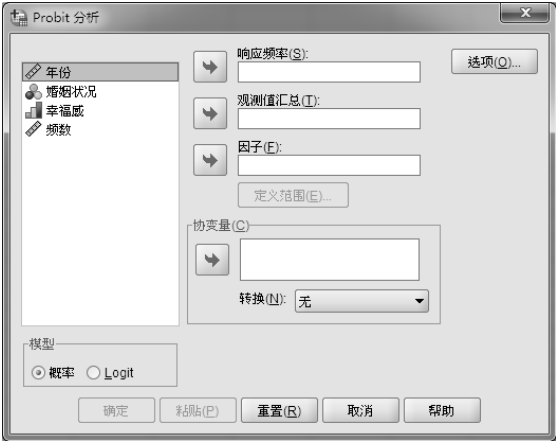 Probit 分析
年份
婚姻状况
幸福感
频数
响应频率(S):
选项(O)...
观测值汇总(T):
因子(F):
定义范围(E)...
协变量(C)
转换(N): 无
模型
概率 Logit
确定 粘贴(P) 重置(R) 取消 帮助